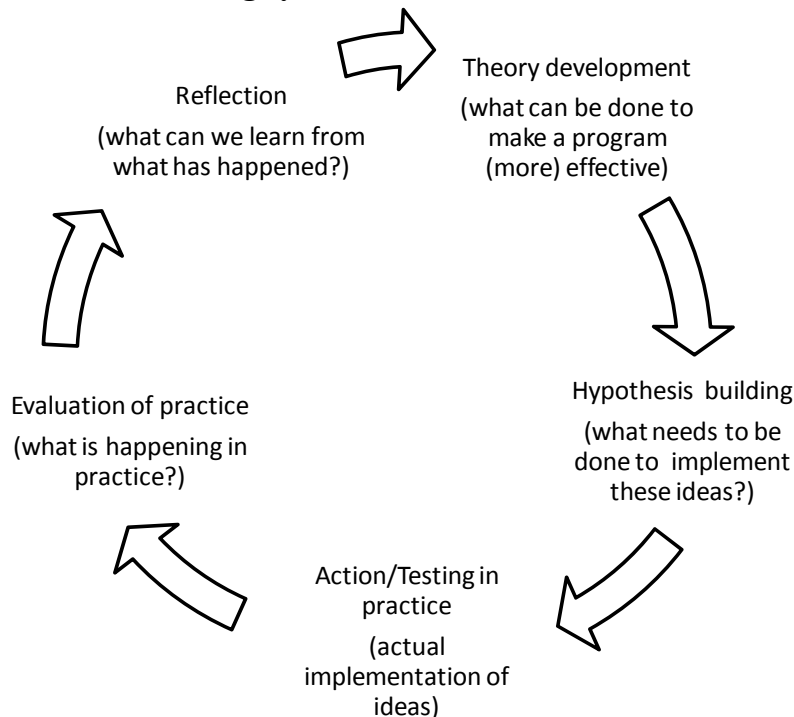 Reflection
(what can we learn from
what has happened?)
Theory development
(what can be done to
make a program
(more) effective)
Hypothesis building
(what needs to be
done to implement
these ideas?)
Action/Testing in
practice
(actual
implementation of
ideas)
Evaluation of practice
(what is happening in
practice?)